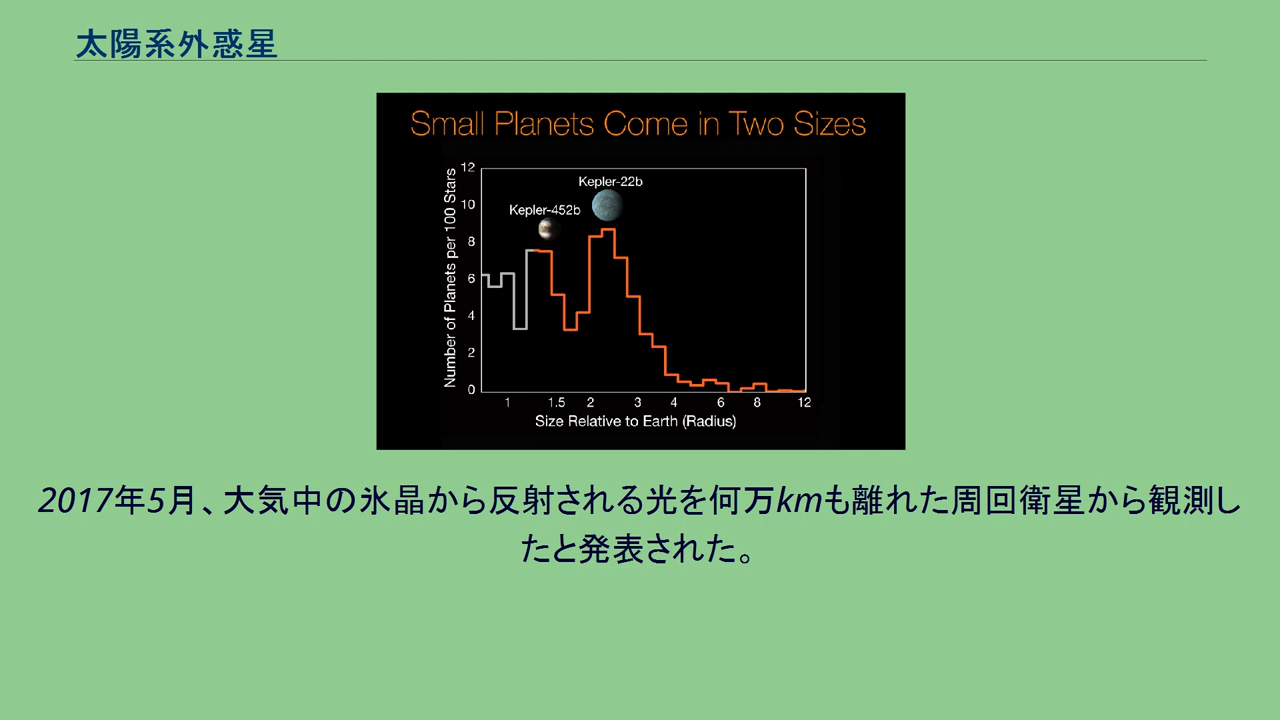 太陽系外惑星
Small Planets Come in Two Sizes
Number of Planets per 100 Stars
12
10
8
6
4
2
0
Kepler-22b
Kepler-452b
1 1.5 2 3 4 6 8 12
Size Relative to Earth (Radius)
2017年5月、大気中の氷晶から反射される光を何万kmも離れた周回衛星から観測し
たと発表された。